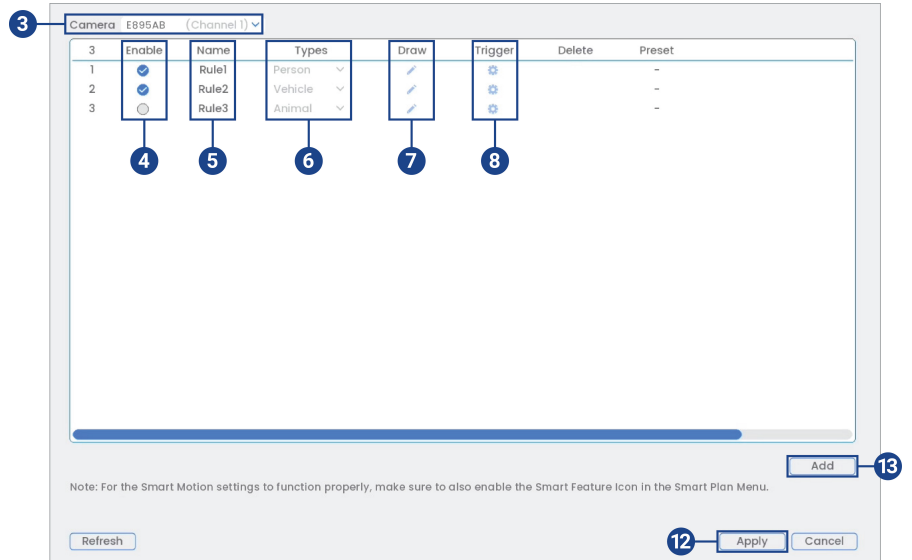 3 Camera E895AB (Channel 1)
3 Enable Name Types Draw Trigger Delete Preset
1 Rule1 Person -
2 Rule2 Vehicle -
3 Rule3 Animal -
4 5 6 7 8
Add 13
Note: For the Smart Motion settings to function properly, make sure to also enable the Smart Feature Icon in the Smart Plan Menu.
Refresh 12 Apply Cancel